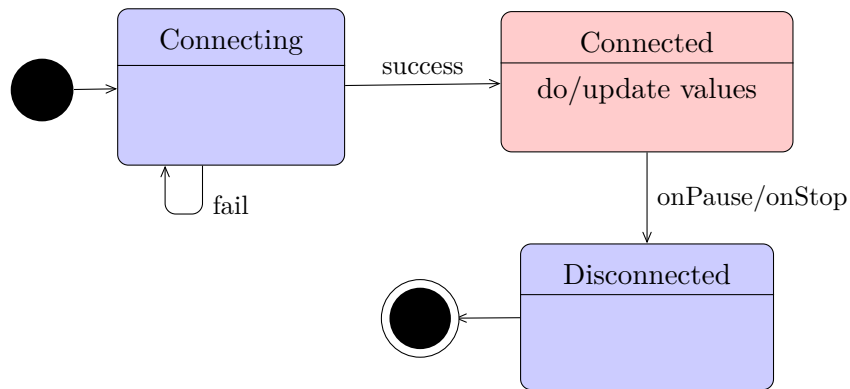 Connecting
success
Connected
do/update values
fail
onPause/onStop
Disconnected